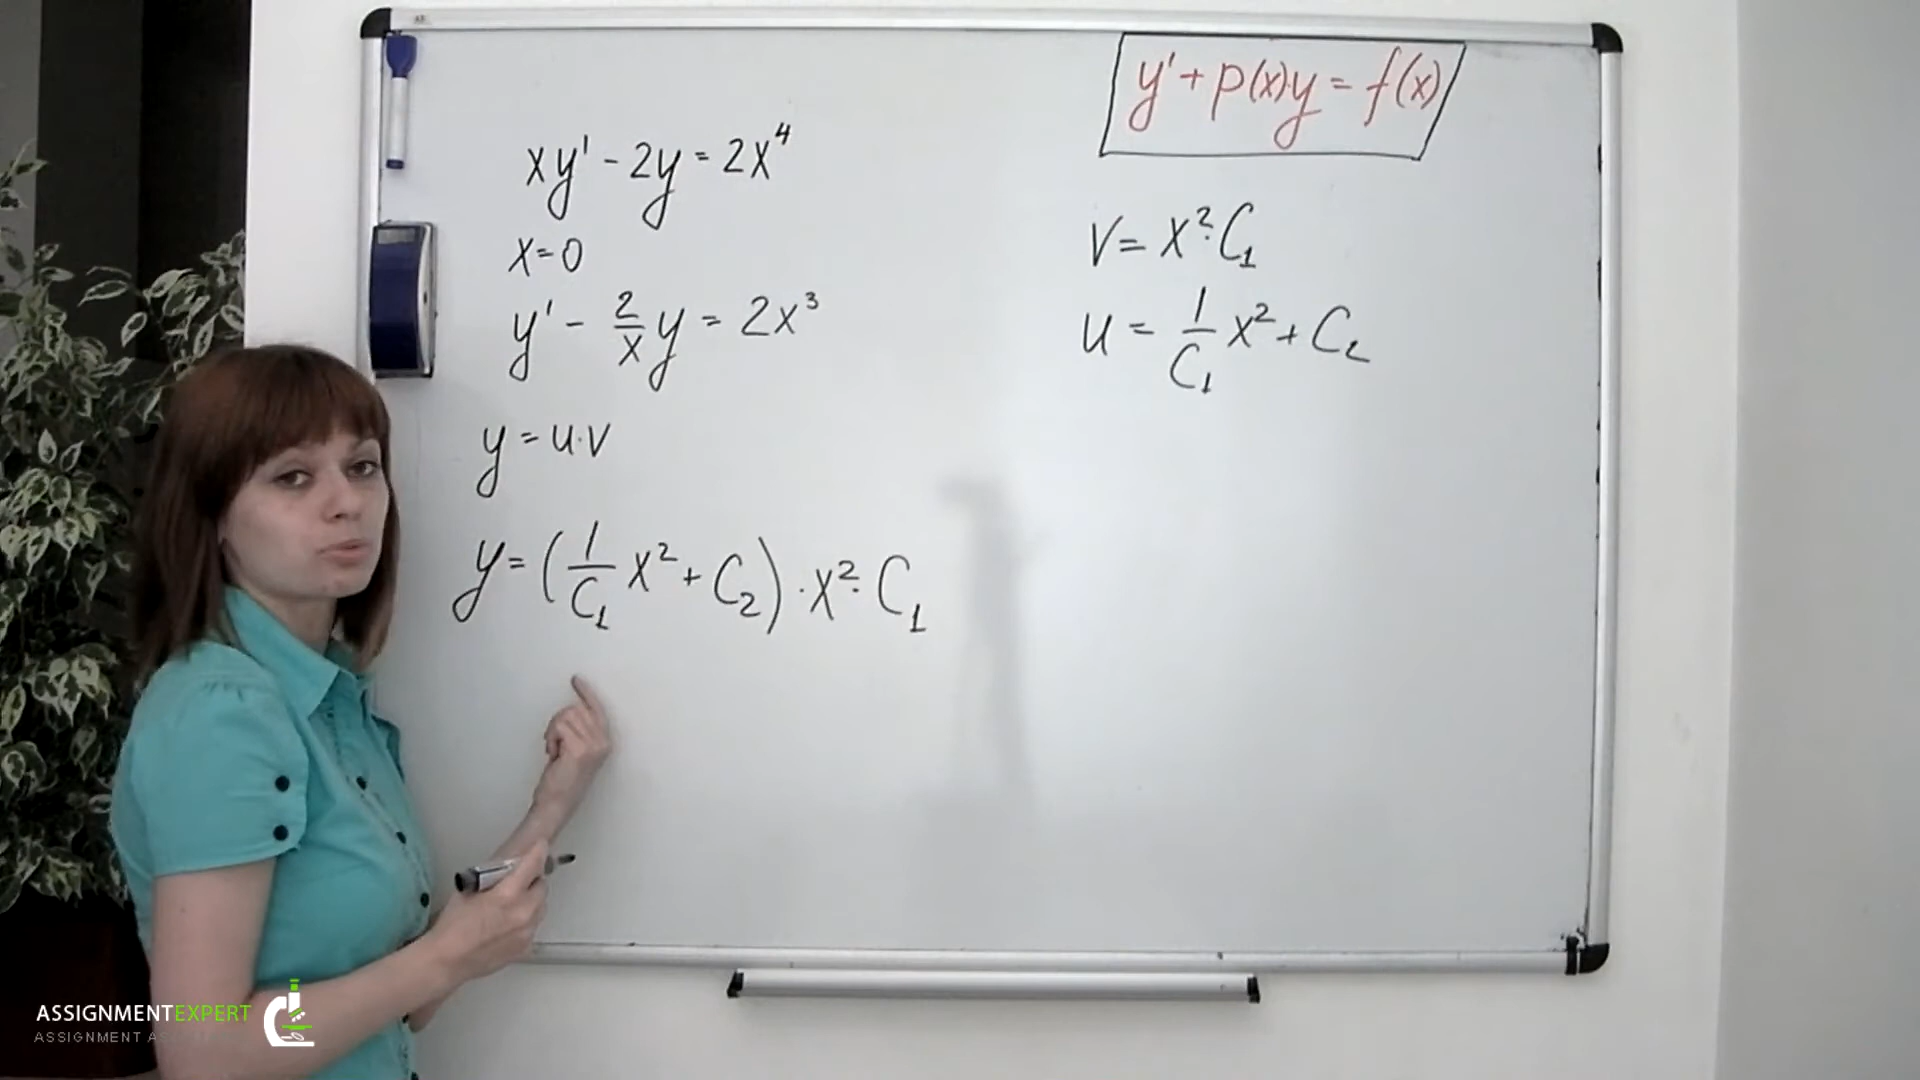 xy' - 2y = 2x⁴
x = 0
y' - 2/x y = 2x³
y = u·v
y = (1/C₁ x² + C₂) · x² · C₁
y' + p(x)y = f(x)
v = x² · C₁
u = 1/C₁ x² + C₂
ASSIGNMENTEXPERT